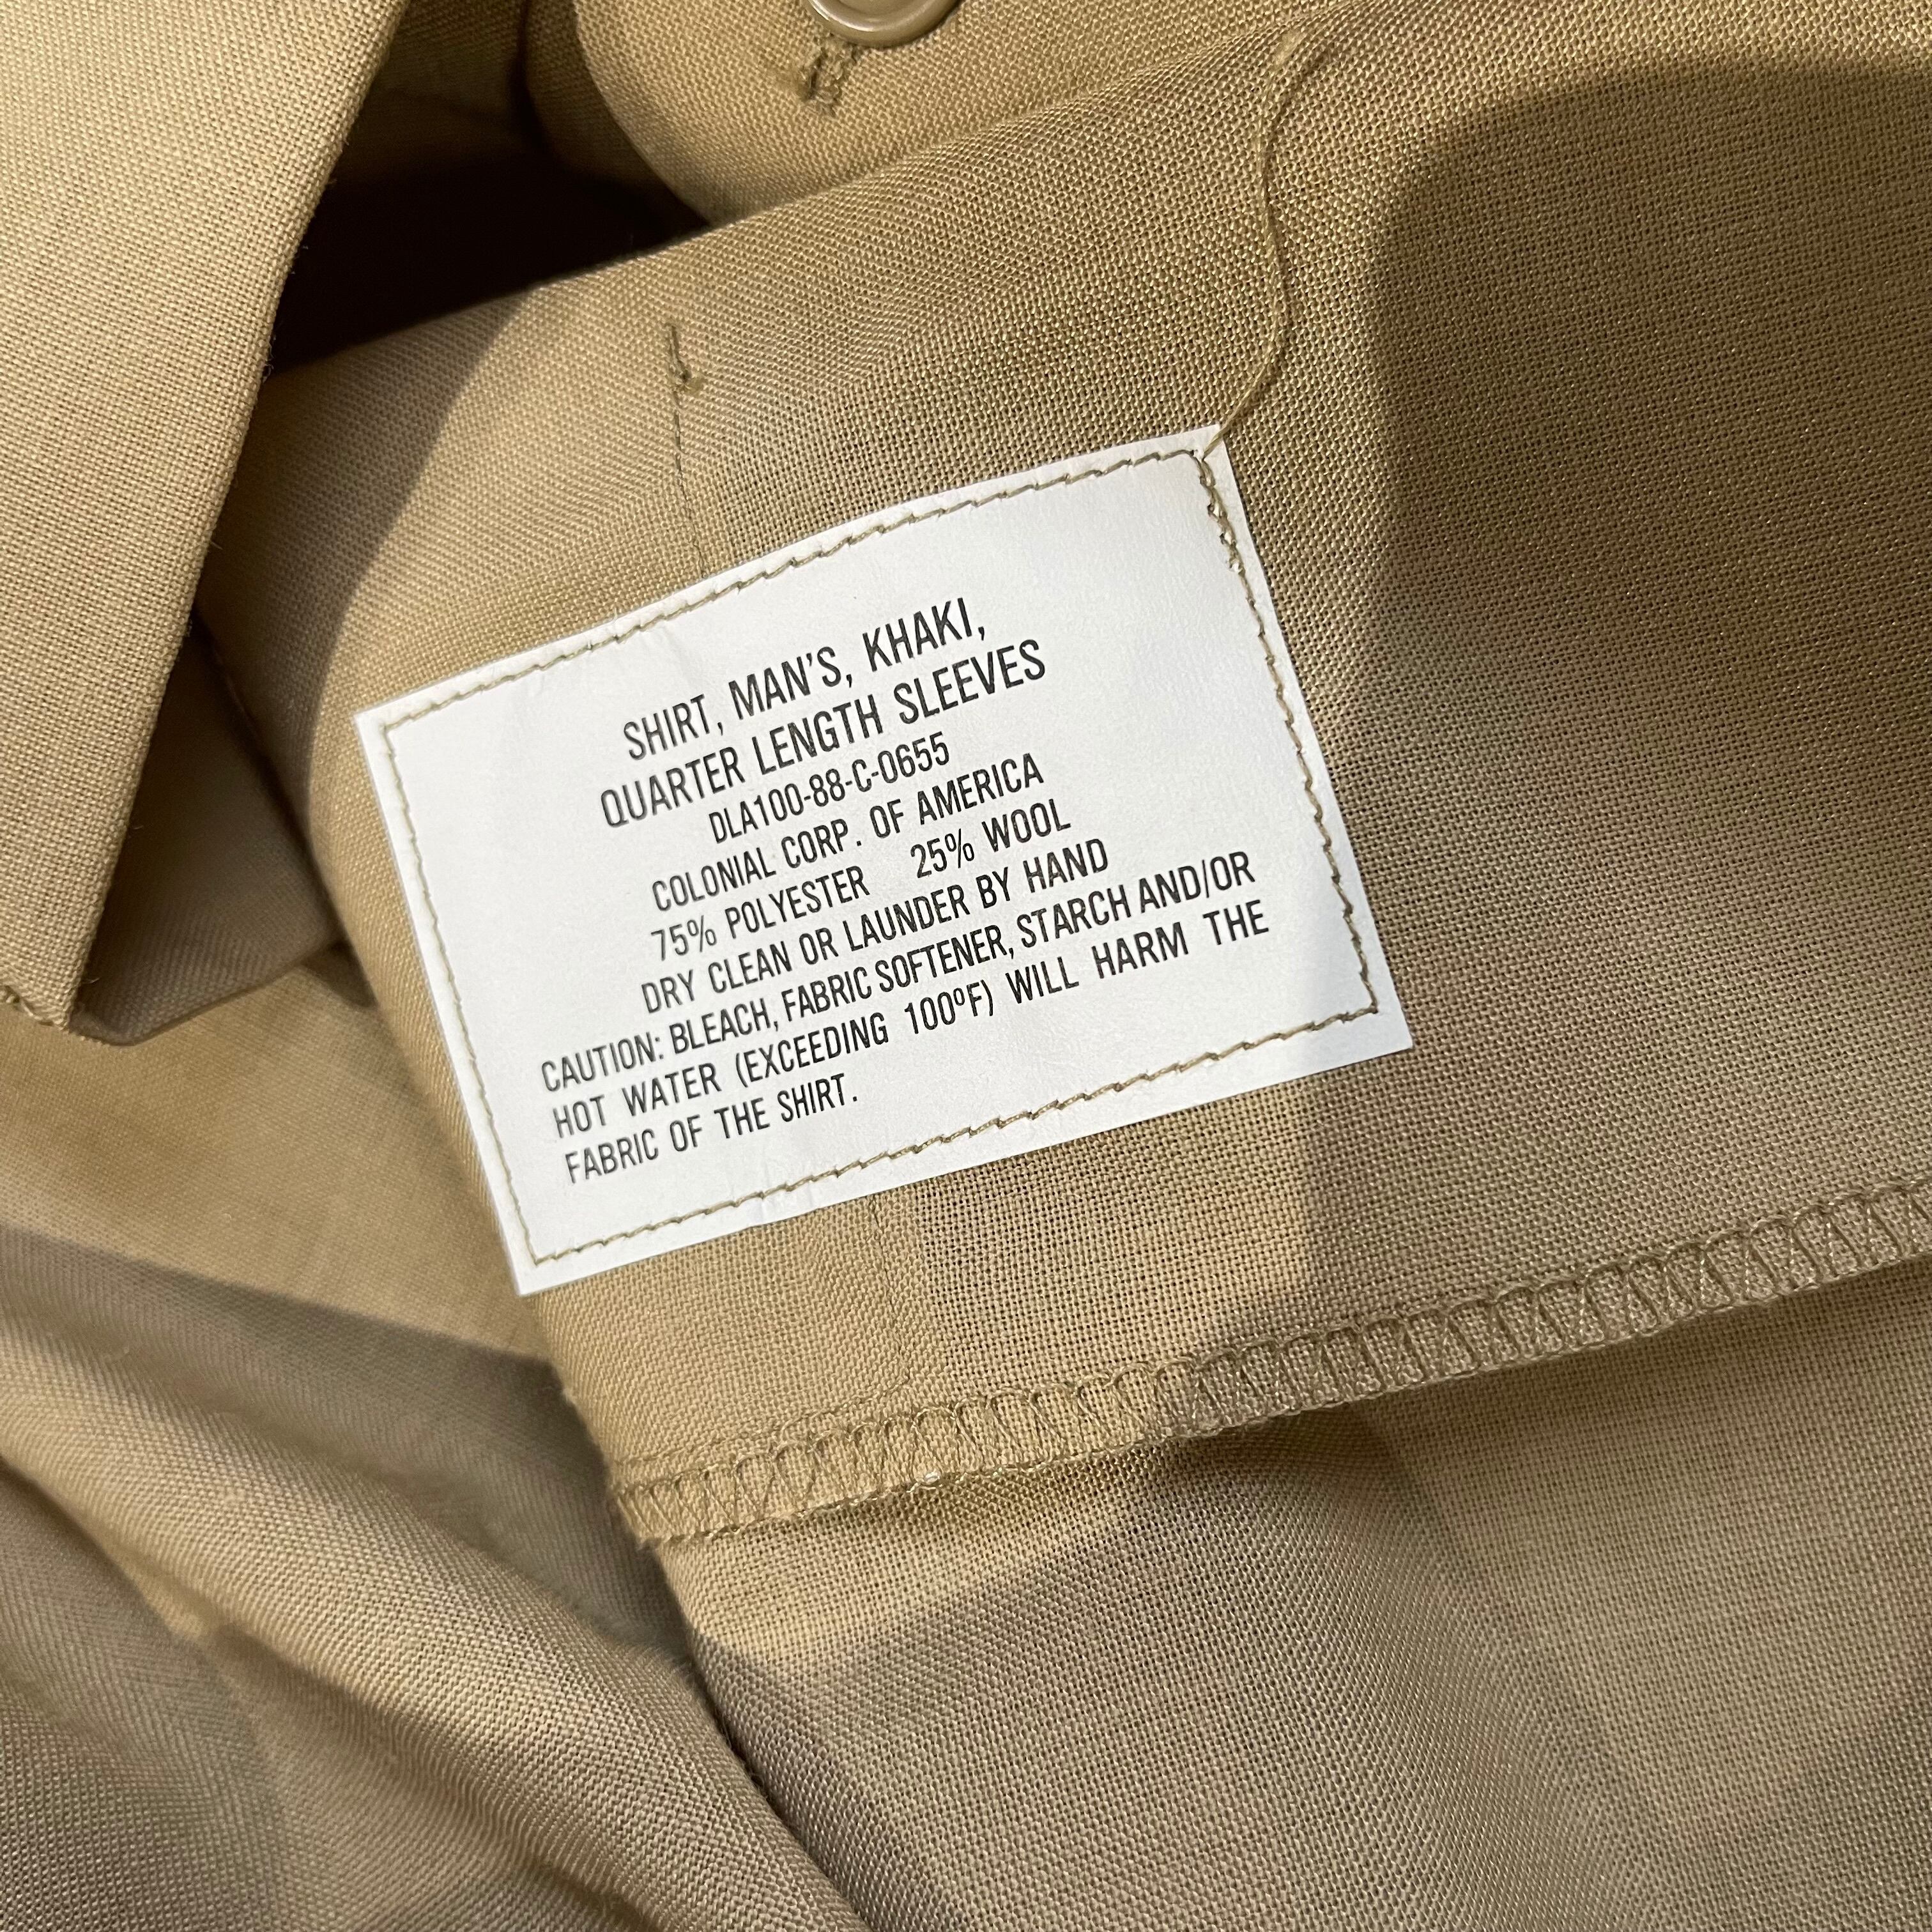 SHIRT, MAN'S, KHAKI,
QUARTER LENGTH SLEEVES
DLA100-88-C-0655
COLONIAL CORP. OF AMERICA
75% POLYESTER 25% WOOL
DRY CLEAN OR LAUNDER BY HAND
CAUTION: BLEACH, FABRIC SOFTENER, STARCH AND/OR
HOT WATER (EXCEEDING 100ºF) WILL HARM THE
FABRIC OF THE SHIRT.